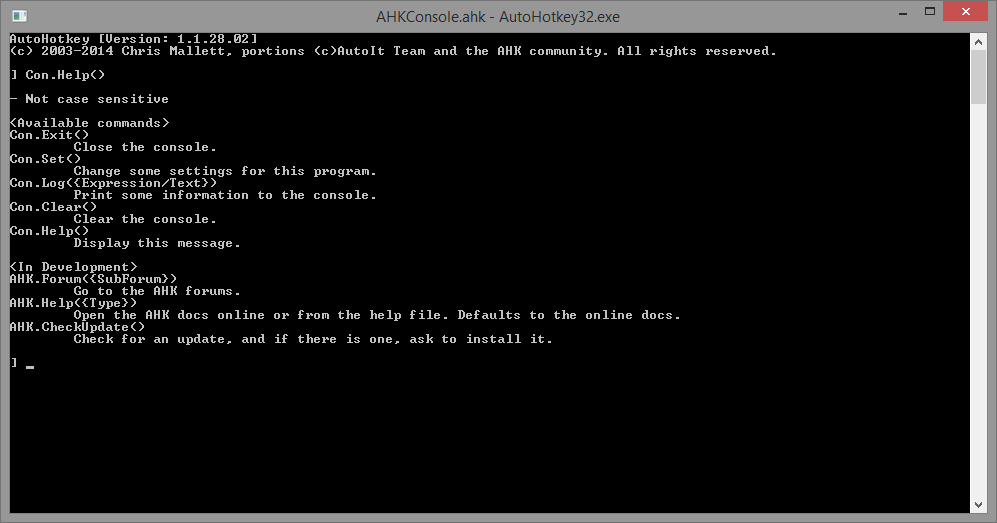 AHKConsole.ahk - AutoHotkey32.exe
AutoHotkey [Version: 1.1.28.02]
(c) 2003-2014 Chris Mallett, portions (c)AutoIt Team and the AHK community. All rights reserved.
] Con.Help()
- Not case sensitive
<Available commands>
Con.Exit()
Close the console.
Con.Set()
Change some settings for this program.
Con.Log({Expression/Text})
Print some information to the console.
Con.Clear()
Clear the console.
Con.Help()
Display this message.
<In Development>
AHK.Forum({SubForum})
Go to the AHK forums.
AHK.Help({Type})
Open the AHK docs online or from the help file. Defaults to the online docs.
AHK.CheckUpdate()
Check for an update, and if there is one, ask to install it.
] _